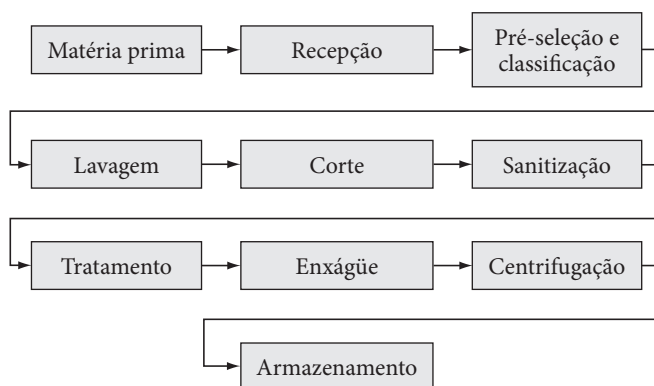 Matéria prima
Recepção
Pré-seleção e
classificação
Lavagem
Corte
Sanitização
Tratamento
Enxágüe
Centrifugação
Armazenamento